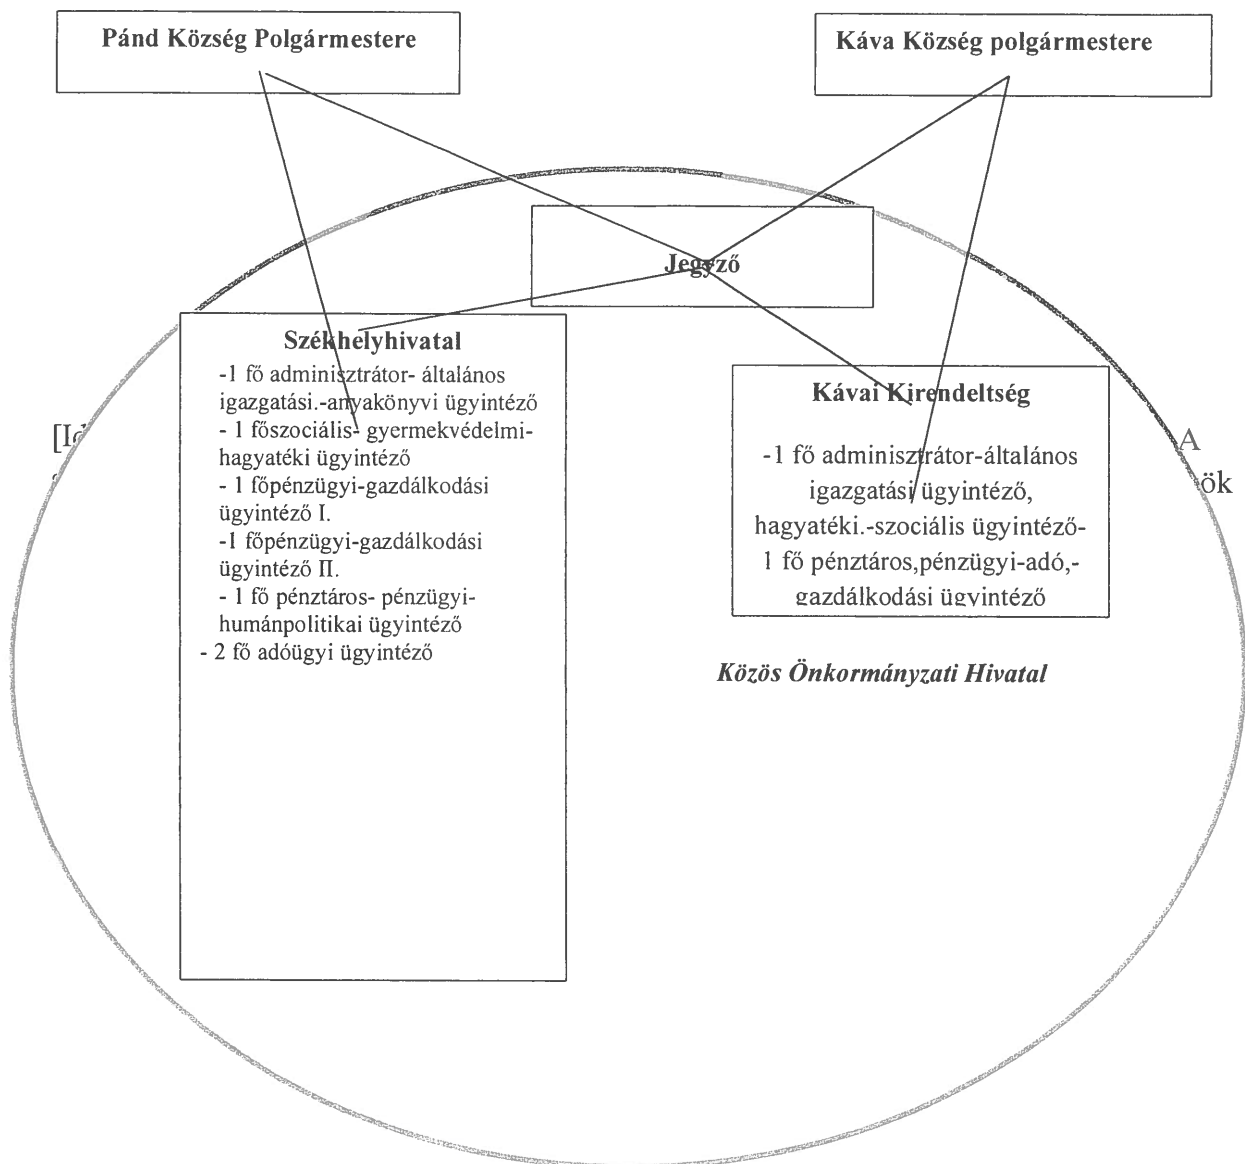 Pánd Község Polgármestere
Káva Község polgármestere
Jegyző
Székhelyhivatal
-1 fő adminisztrátor- általános
igazgatási.-anyakönyvi ügyintéző
- 1 főszociális- gyermekvédelmi-
hagyatéki ügyintéző
- 1 főpénzügyi-gazdálkodási
ügyintéző I.
-1 főpénzügyi-gazdálkodási
ügyintéző II.
- 1 fő pénztáros- pénzügyi-
humánpolitikai ügyintéző
- 2 fő adóügyi ügyintéző
Kávai Kirendeltség
-1 fő adminisztrátor-általános
igazgatási ügyintéző,
hagyatéki.-szociális ügyintéző-
1 fő pénztáros,pénzügyi-adó,-
gazdálkodási ügyintéző
A
ök
Közös Önkormányzati Hivatal